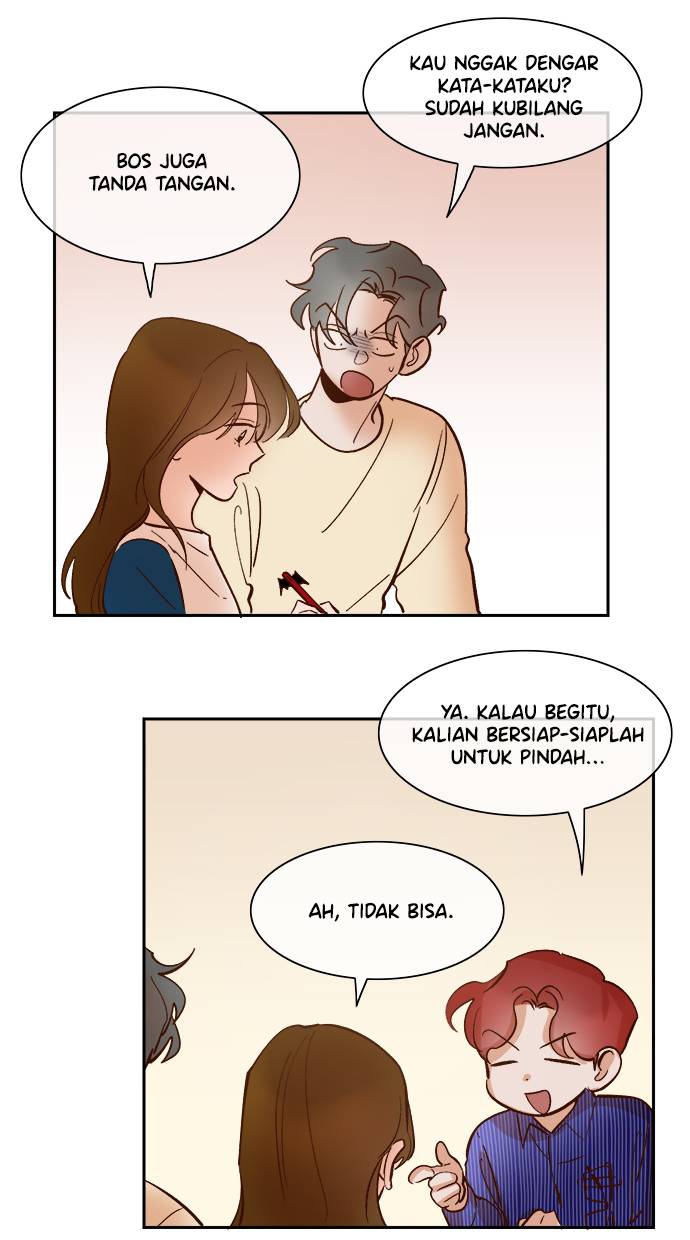 KAU NGGAK DENGAR
KATA-KATAKU?
SUDAH KUBILANG
JANGAN.
BOS JUGA
TANDA TANGAN.
YA. KALAU BEGITU,
KALIAN BERSIAP-SIAPLAH
UNTUK PINDAH...
AH, TIDAK BISA.